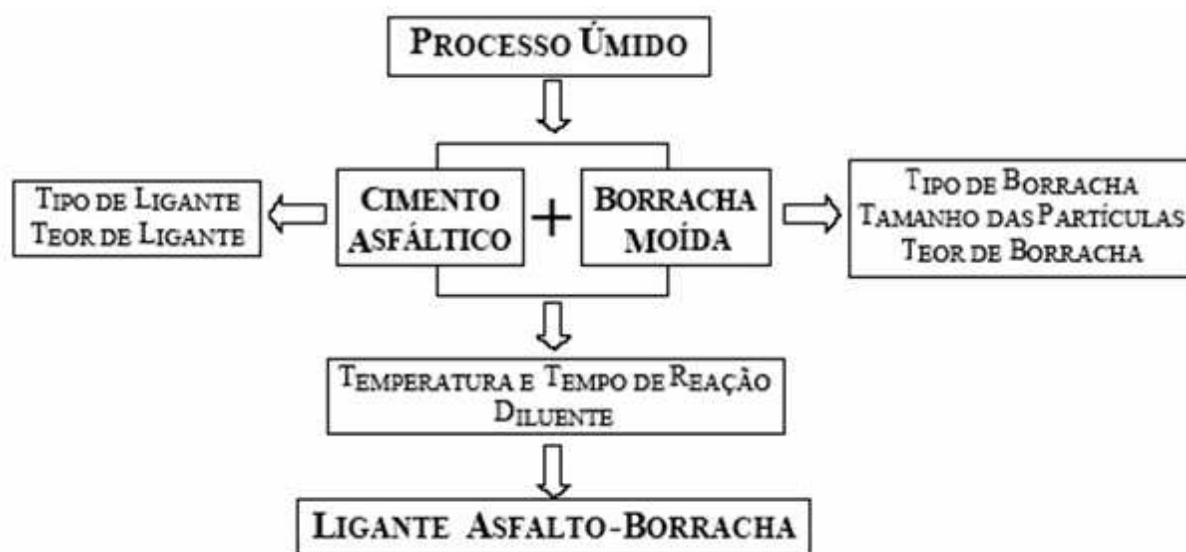 PROCESSO ÚMIDO
TIPO DE LIGANTE
TEOR DE LIGANTE
CIMENTO
ASFÁLTICO
+
BORRACHA
MOÍDA
TIPO DE BORRACHA
TAMANHO DAS PARTÍCULAS
TEOR DE BORRACHA
TEMPERATURA E TEMPO DE REAÇÃO
DILUENTE
LIGANTE ASFALTO-BORRACHA